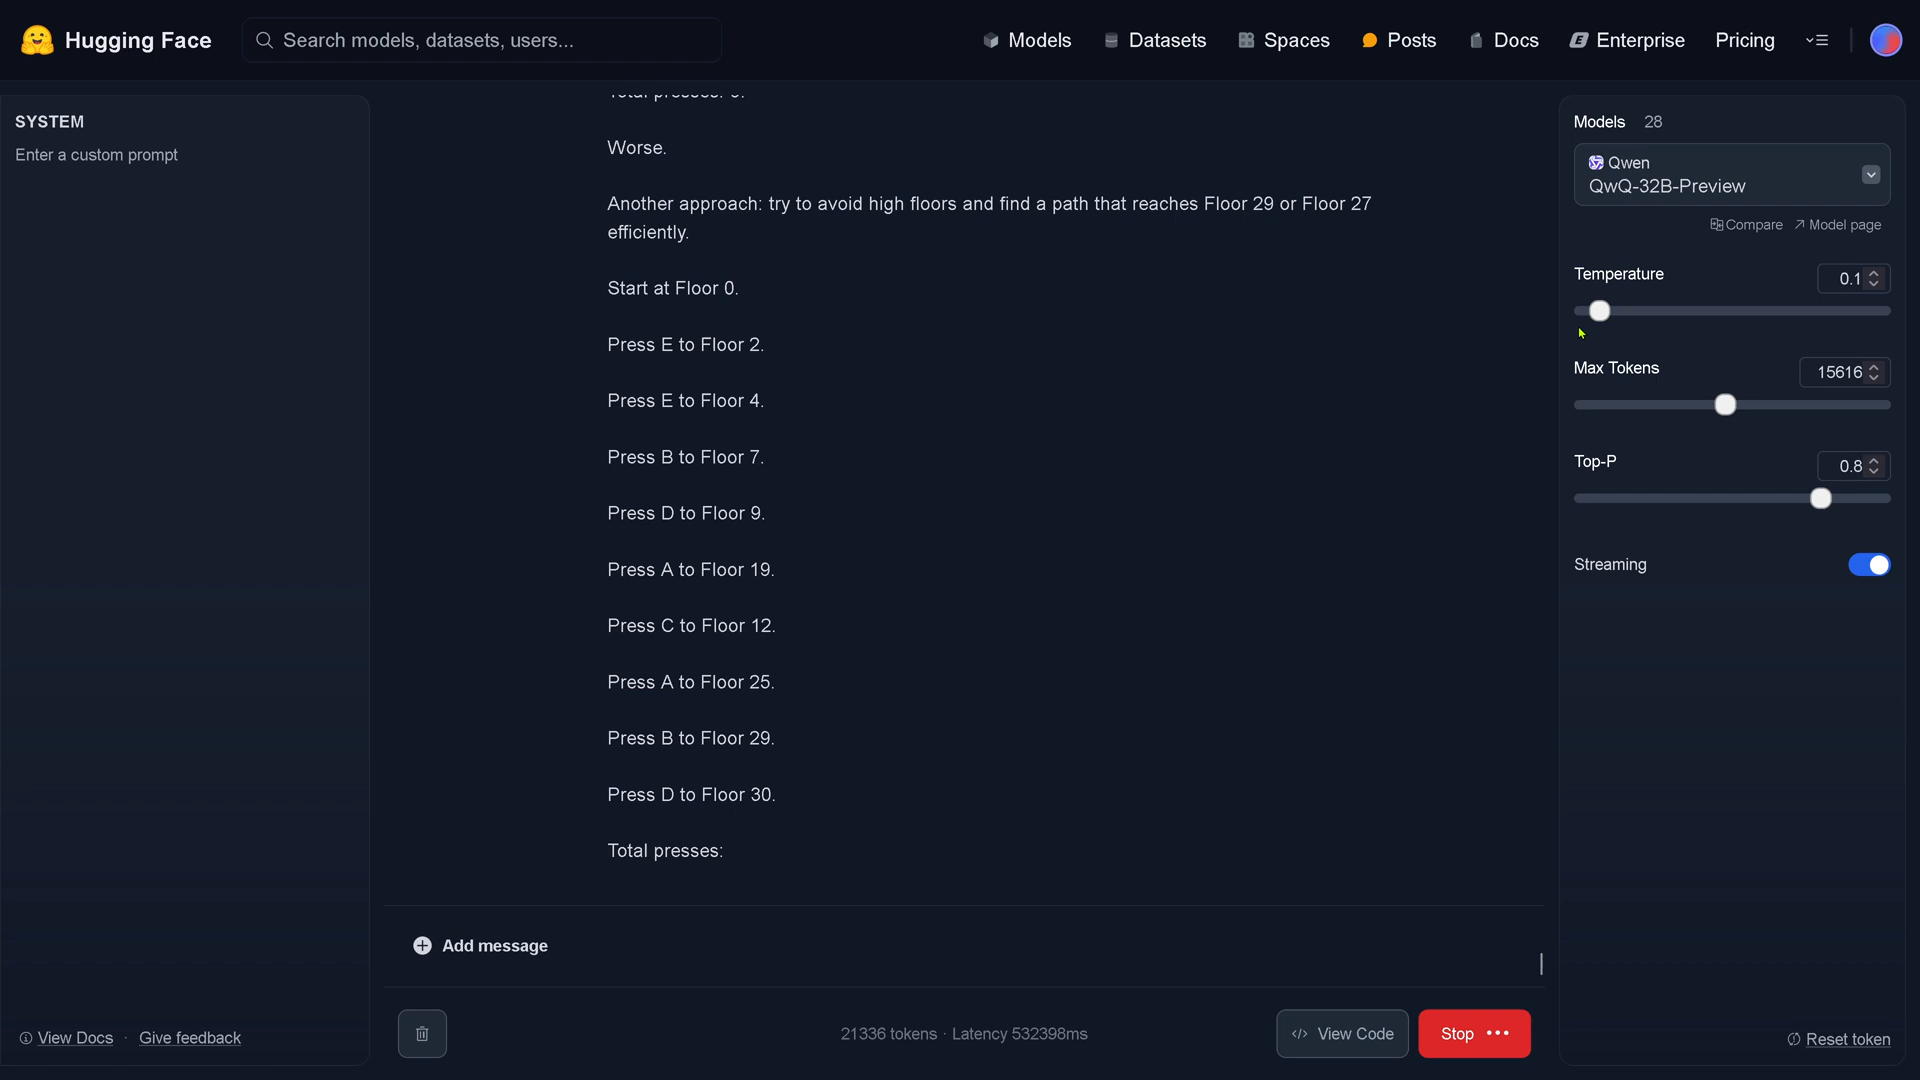 Hugging Face
Search models, datasets, users...
Models
Datasets
Spaces
Posts
Docs
Enterprise
Pricing
SYSTEM
Enter a custom prompt
Worse.
Another approach: try to avoid high floors and find a path that reaches Floor 29 or Floor 27
efficiently.
Start at Floor 0.
Press E to Floor 2.
Press E to Floor 4.
Press B to Floor 7.
Press D to Floor 9.
Press A to Floor 19.
Press C to Floor 12.
Press A to Floor 25.
Press B to Floor 29.
Press D to Floor 30.
Total presses:
Add message
21336 tokens · Latency 532398ms
View Code
Stop
View Docs · Give feedback
Models 28
Qwen
QwQ-32B-Preview
Compare Model page
Temperature 0.1
Max Tokens 15616
Top-P 0.8
Streaming
Reset token